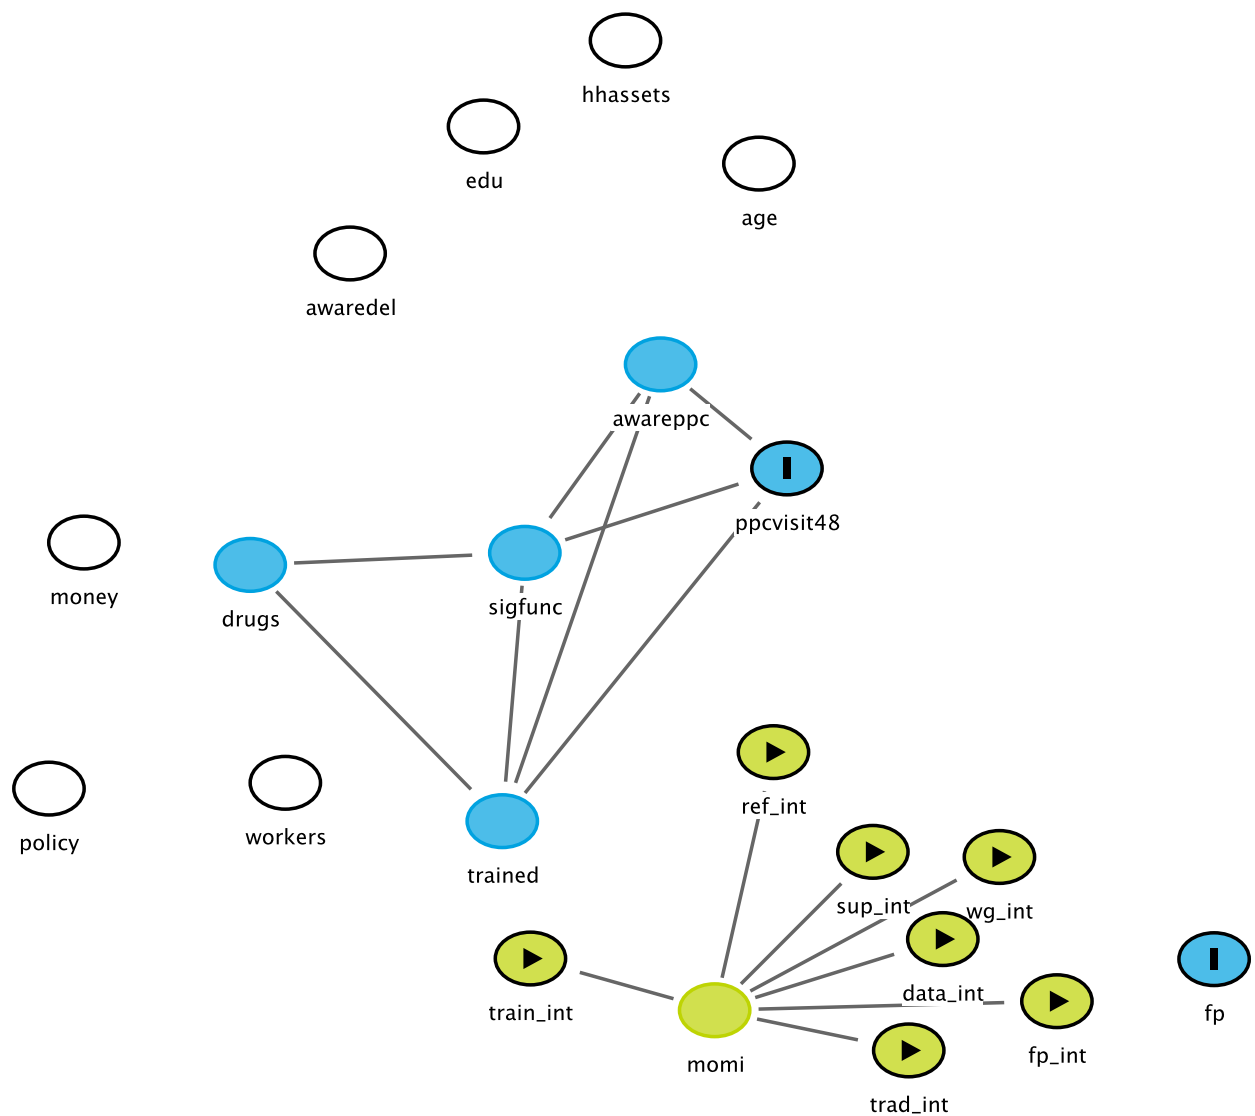 hhassets
edu
age
awaredel
awareppc
ppcvisit48
money
drugs
sigfunc
policy
workers
trained
ref_int
sup_int
wg_int
train_int
data_int
fp
momi
fp_int
trad_int